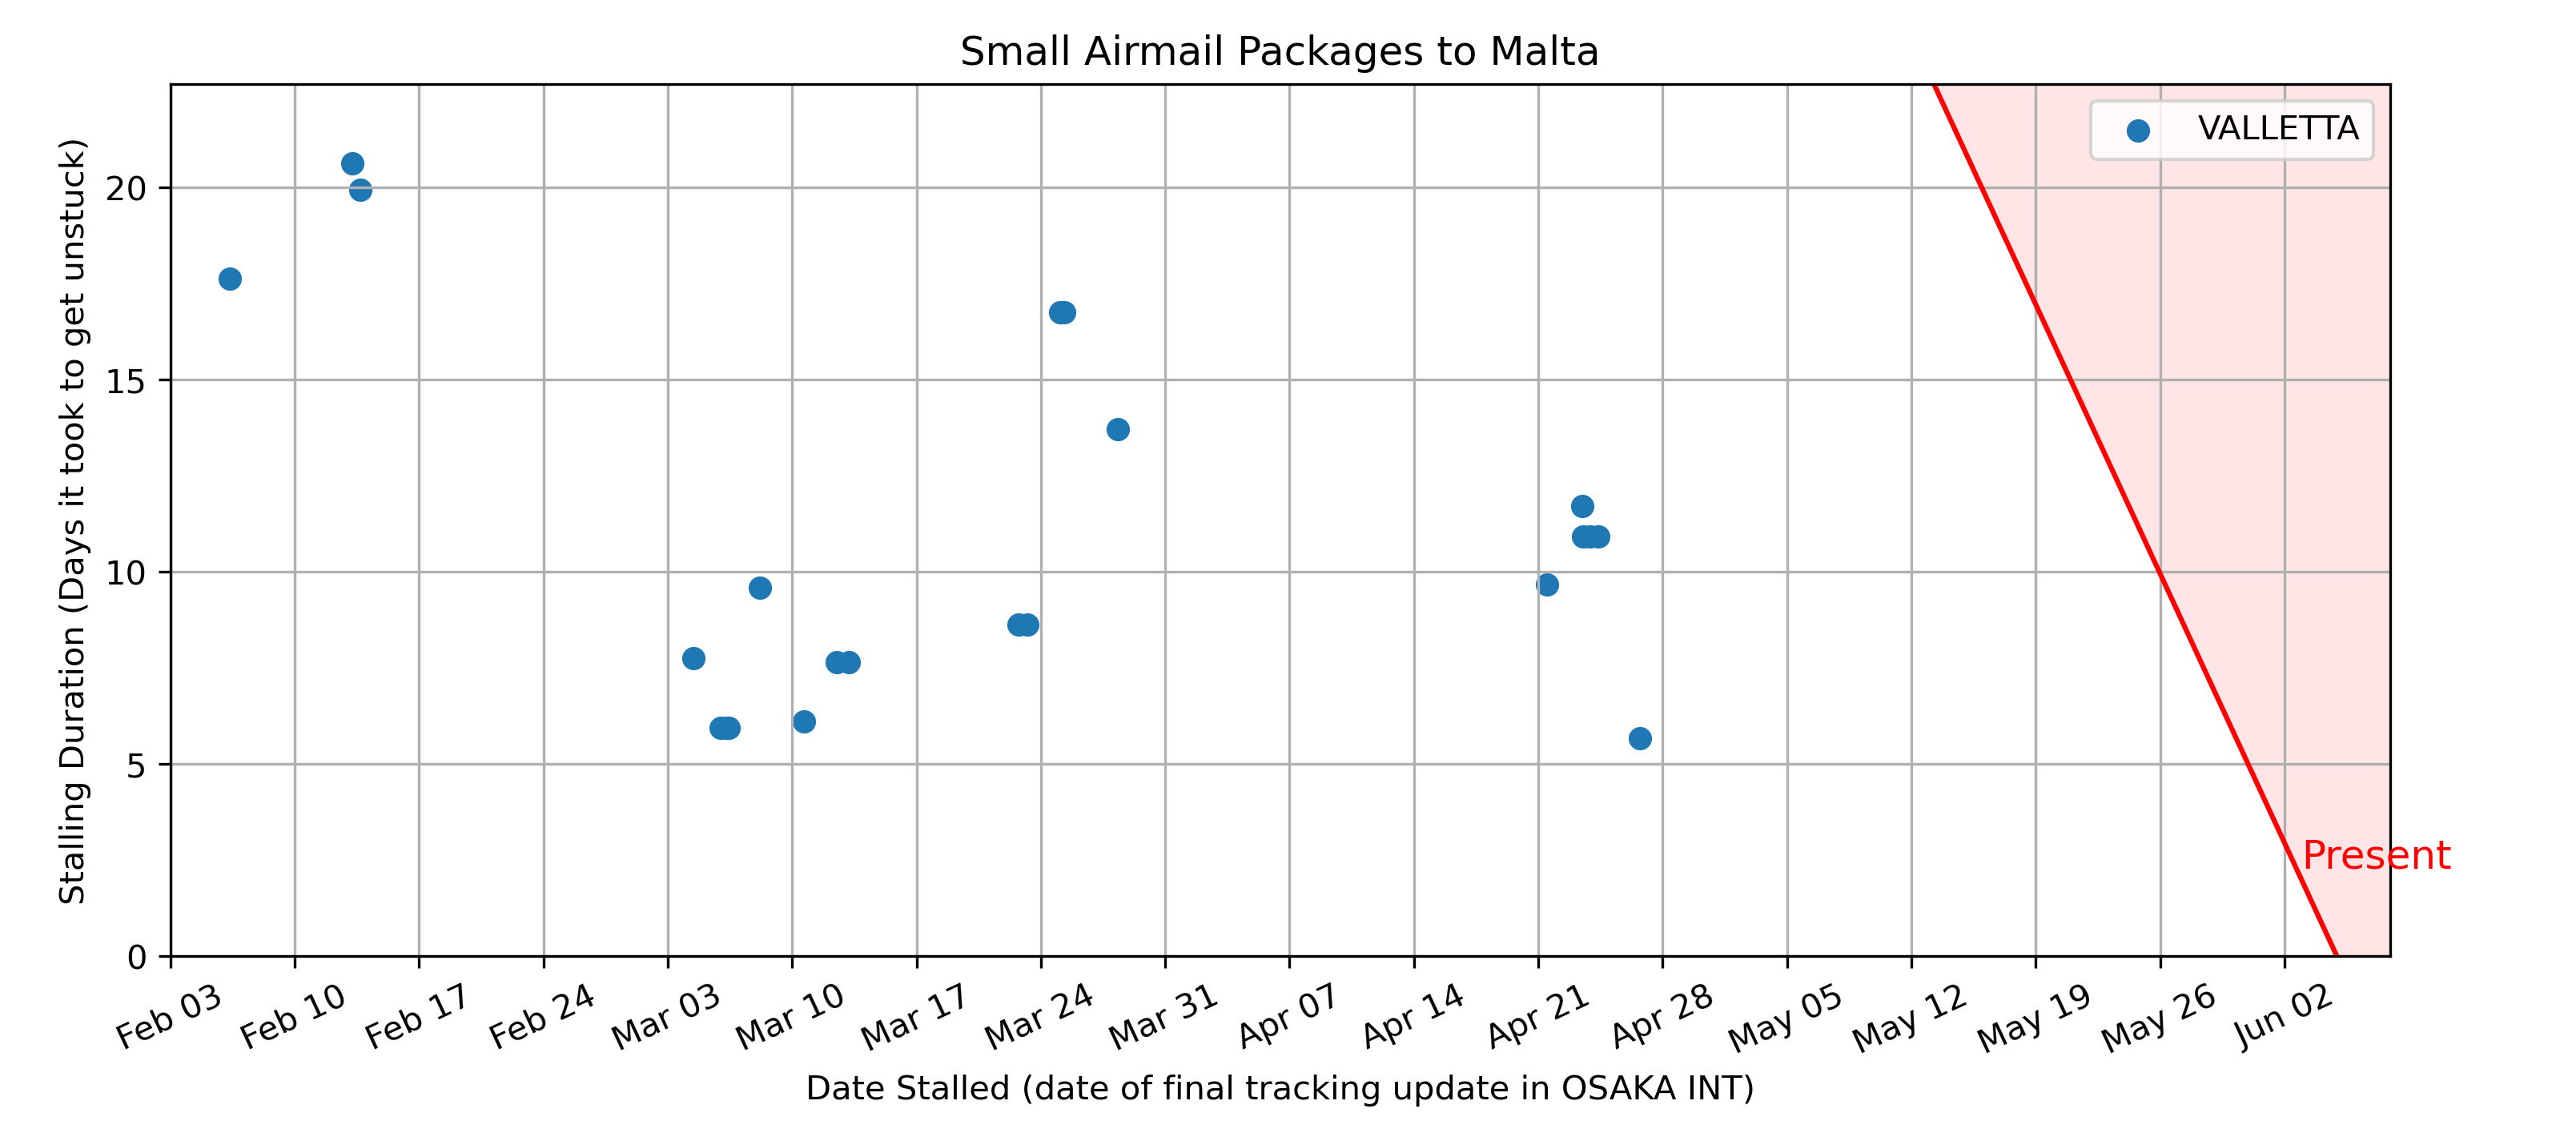 Small Airmail Packages to Malta
VALLETTA
Stalling Duration (Days it took to get unstuck)
20
15
10
5
0
Present
Feb 03
Feb 10
Feb 17
Feb 24
Mar 03
Mar 10
Mar 17
Mar 24
Mar 31
Apr 07
Apr 14
Apr 21
Apr 28
May 05
May 12
May 19
May 26
Jun 02
Date Stalled (date of final tracking update in OSAKA INT)